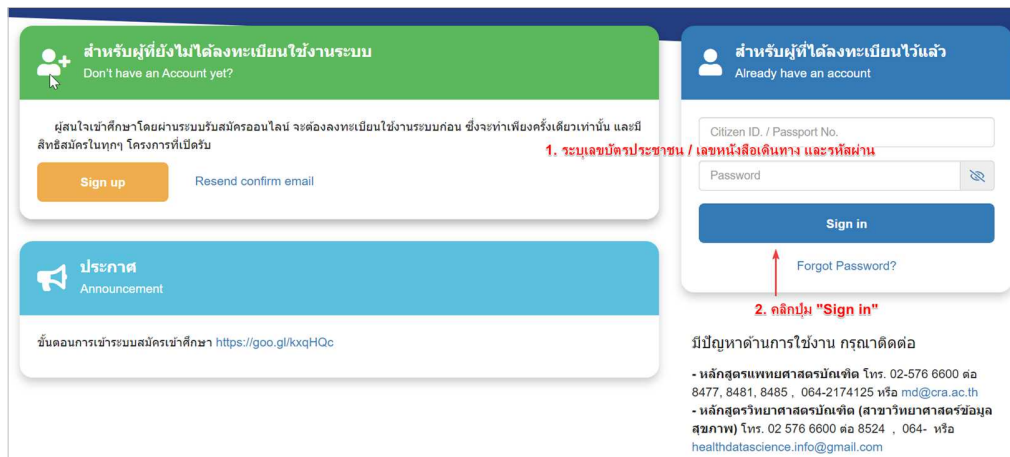 สำหรับผู้ที่ยังไม่ได้ลงทะเบียนใช้งานระบบ
Don't have an Account yet?
ผู้สนใจเข้าศึกษาโดยผ่านระบบรับสมัครออนไลน์ จะต้องลงทะเบียนใช้งานระบบก่อน ซึ่งจะทำเพียงครั้งเดียวเท่านั้น และมี
สิทธิสมัครในทุกๆ โครงการที่เปิดรับ
Sign up
Resend confirm email
ประกาศ
Announcement
ขั้นตอนการเข้าระบบสมัครเข้าศึกษา https://goo.gl/kxqHQc
สำหรับผู้ที่ได้ลงทะเบียนไว้แล้ว
Already have an account
Citizen ID. / Passport No.
1. ระบุเลขบัตรประชาชน / เลขหนังสือเดินทาง และรหัสผ่าน
Password
Sign in
Forgot Password?
2. คลิกปุ่ม "Sign in"
มีปัญหาด้านการใช้งาน กรุณาติดต่อ
- หลักสูตรแพทยศาสตรบัณฑิต โทร. 02-576 6600 ต่อ
8477, 8481, 8485 , 064-2174125 หรือ md@cra.ac.th
- หลักสูตรวิทยาศาสตรบัณฑิต (สาขาวิทยาศาสตร์ข้อมูล
สุขภาพ) โทร. 02 576 6600 ต่อ 8524 , 064- หรือ
healthdatascience.info@gmail.com